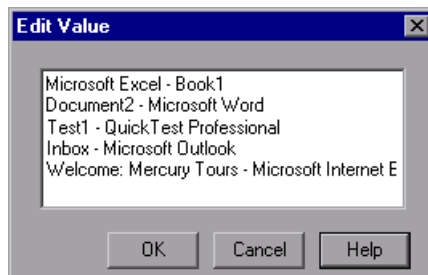 Edit Value
Microsoft Excel - Book1
Document2 - Microsoft Word
Test1 - QuickTest Professional
Inbox - Microsoft Outlook
Welcome: Mercury Tours - Microsoft Internet E
OK Cancel Help